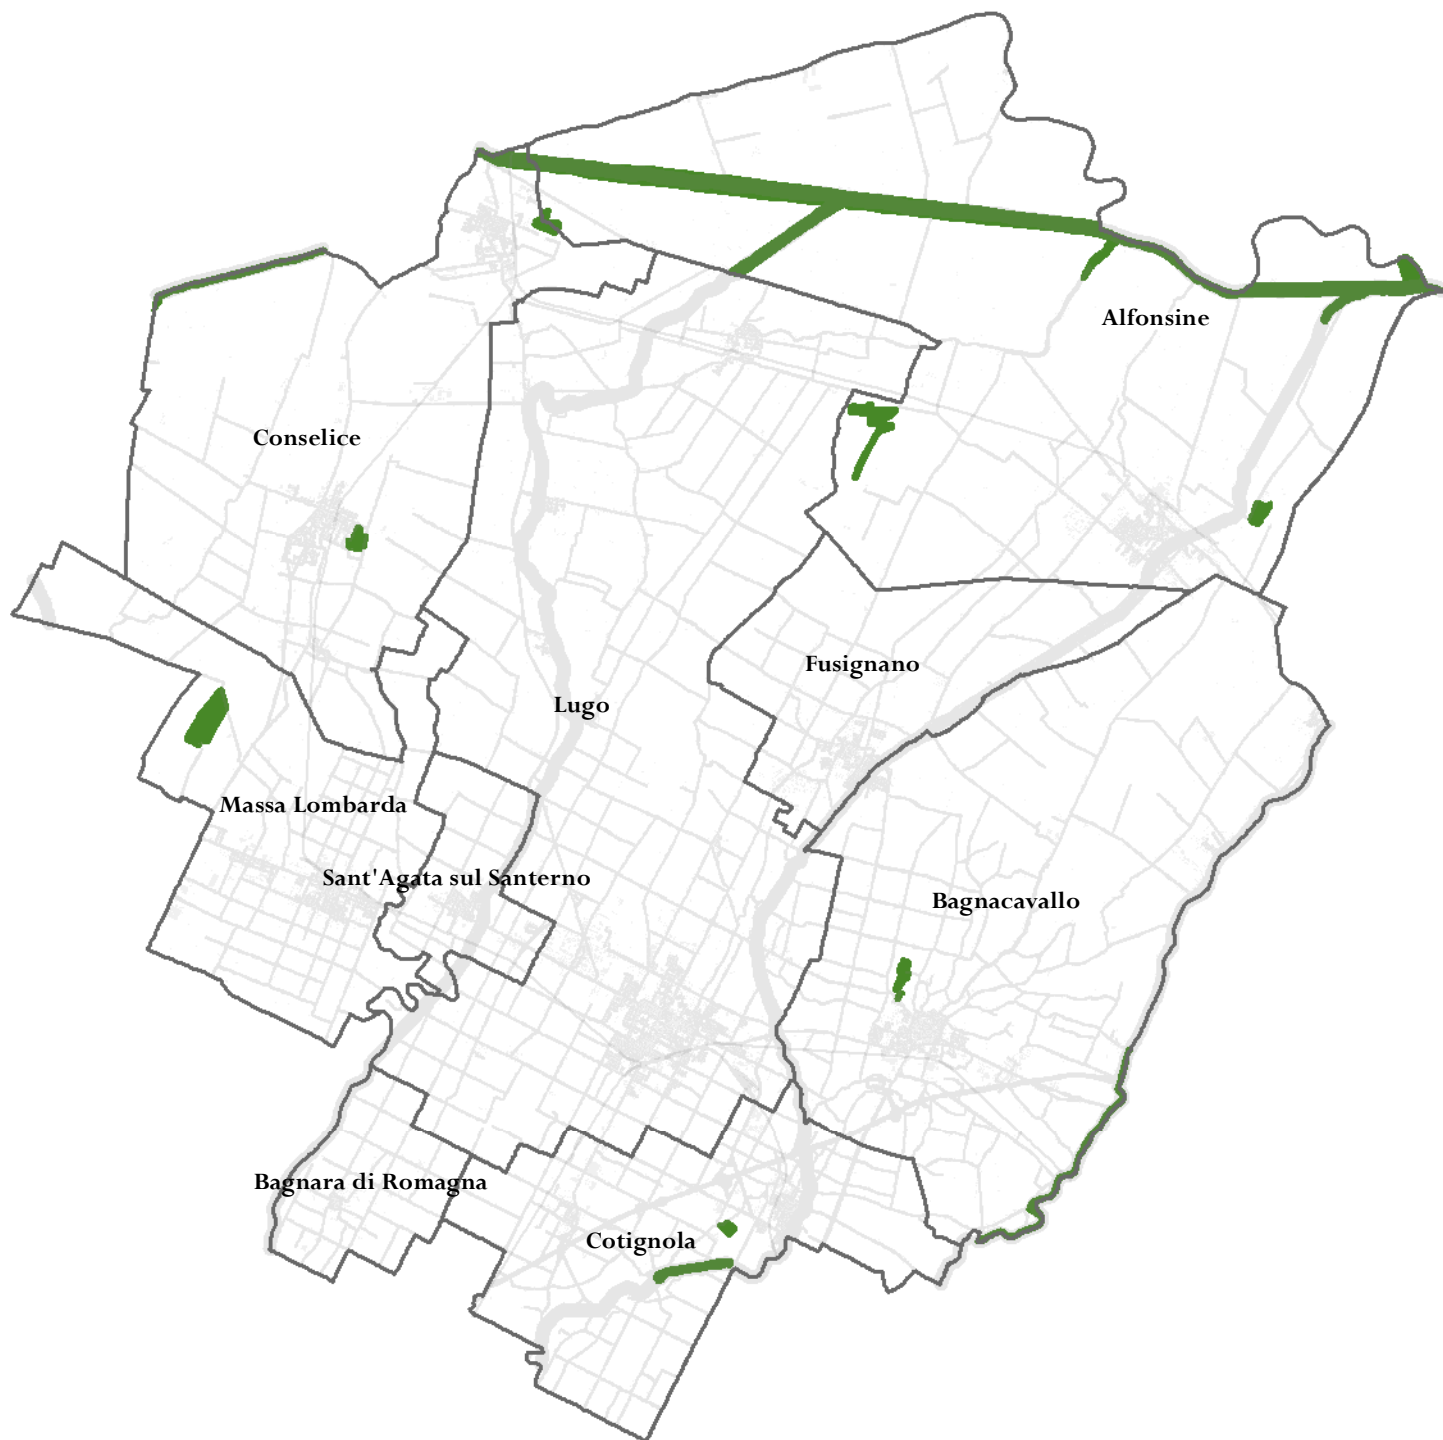 Alfonsine
Conselice
Fusignano
Lugo
Massa Lombarda
Sant'Agata sul Santerno
Bagnacavallo
Bagnara di Romagna
Cotignola